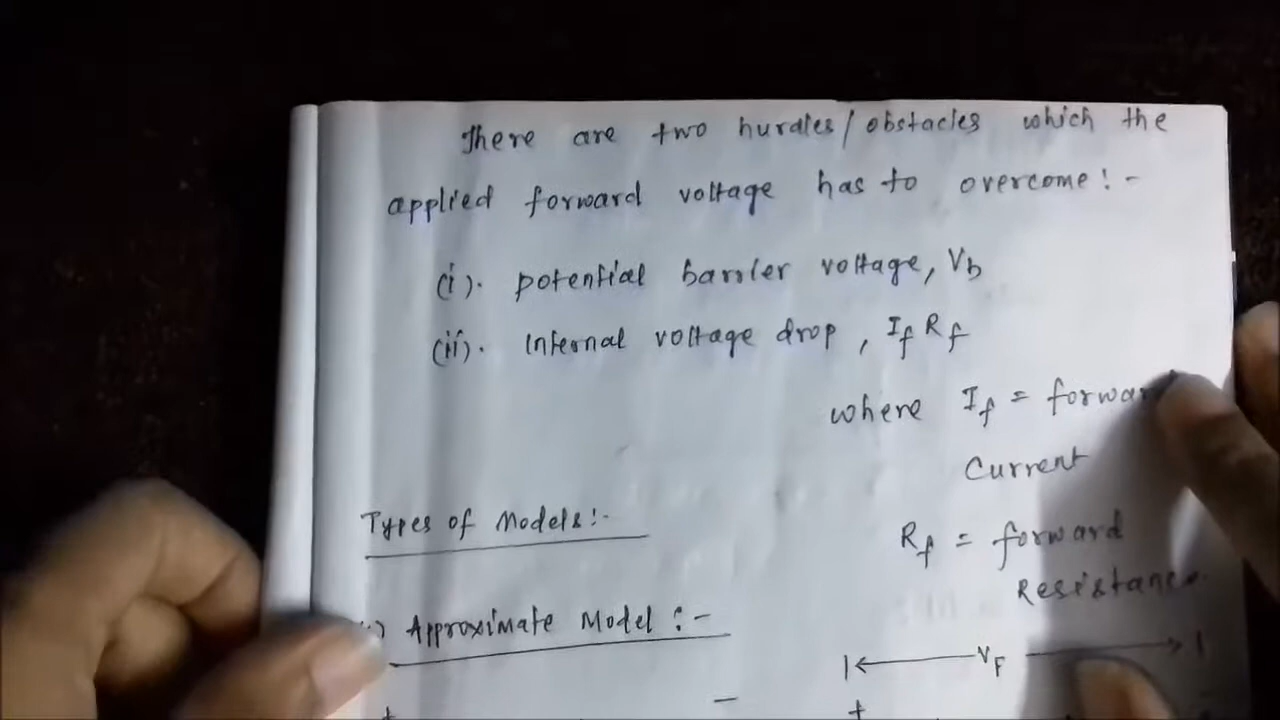 There are two hurdles/obstacles which the
applied forward voltage has to overcome:-
(i). potential barrier voltage, Vb
(ii). Internal voltage drop, If Rf
where If = forward
Current
Types of Models:-
Rf = forward
Resistance
) Approximate Model :-
VF
+ - +